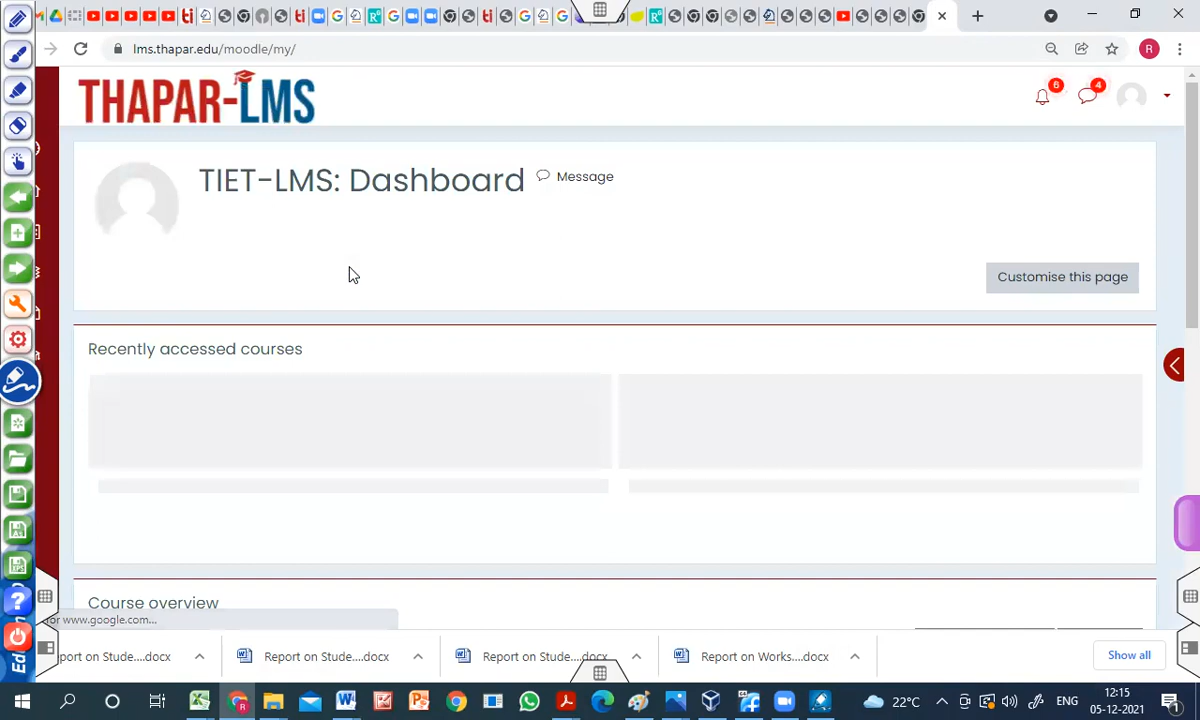 lms.thapar.edu/moodle/my/
R
THAPAR-LMS
6
4
TIET-LMS: Dashboard
Message
Customise this page
Recently accessed courses
Course overview
for www.google.com...
port on Stude....docx
Report on Stude....docx
Report on Stude....docx
Report on Works....docx
Show all
22°C
ENG
12:15
05-12-2021
1